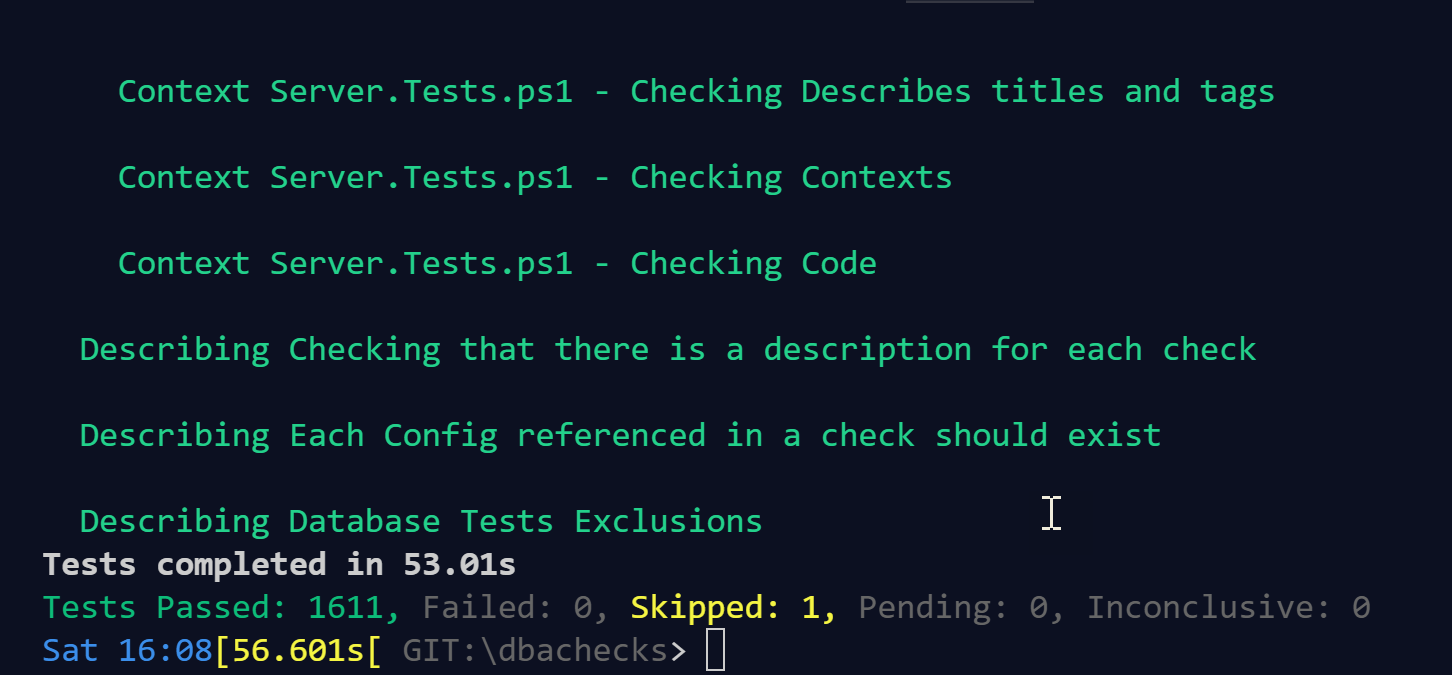 Context Server.Tests.ps1 - Checking Describes titles and tags
Context Server.Tests.ps1 - Checking Contexts
Context Server.Tests.ps1 - Checking Code
Describing Checking that there is a description for each check
Describing Each Config referenced in a check should exist
Describing Database Tests Exclusions
Tests completed in 53.01s
Tests Passed: 1611, Failed: 0, Skipped: 1, Pending: 0, Inconclusive: 0
Sat 16:08[56.601s[ GIT:\dbachecks>